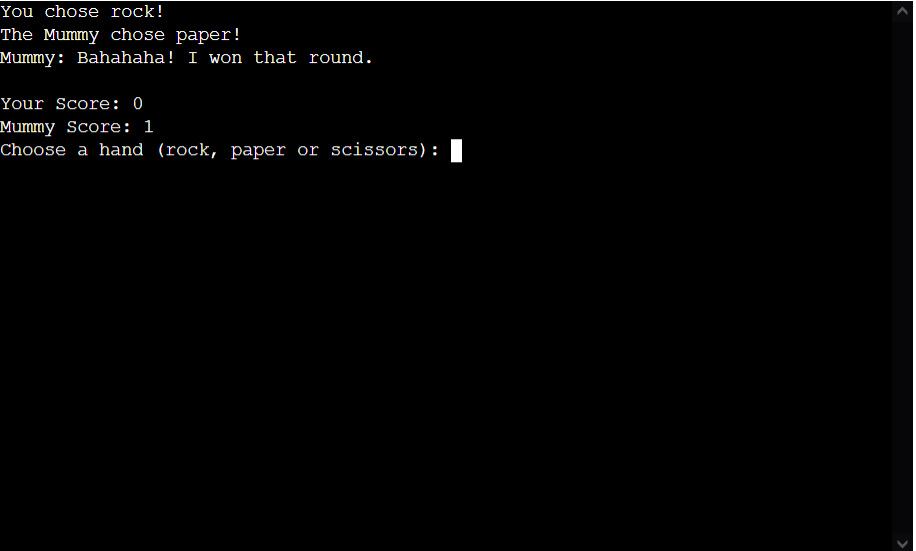 You chose rock!
The Mummy chose paper!
Mummy: Bahahaha! I won that round.
Your Score: 0
Mummy Score: 1
Choose a hand (rock, paper or scissors):